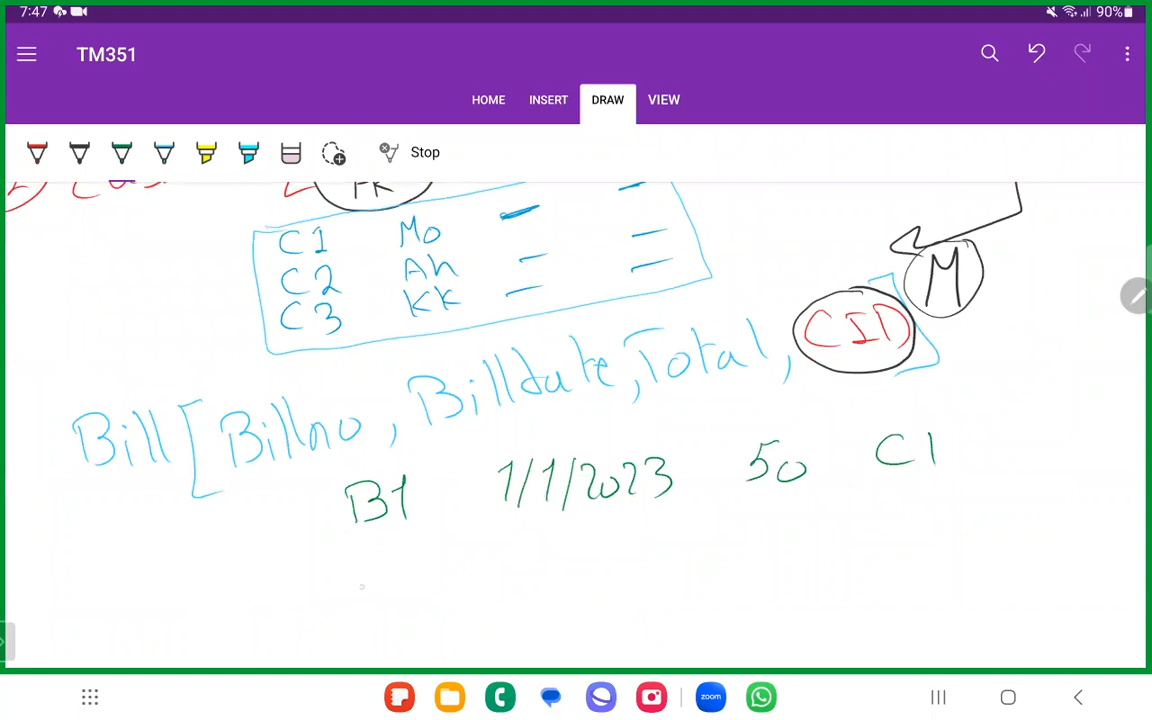 7:47 90%
TM351
HOME INSERT DRAW VIEW
Stop
PK
C1 Mo
C2 Ah
C3 KK
M
Bill[Billno, Billdate, Total, CID]
B1 1/1/2023 50 C1
zoom